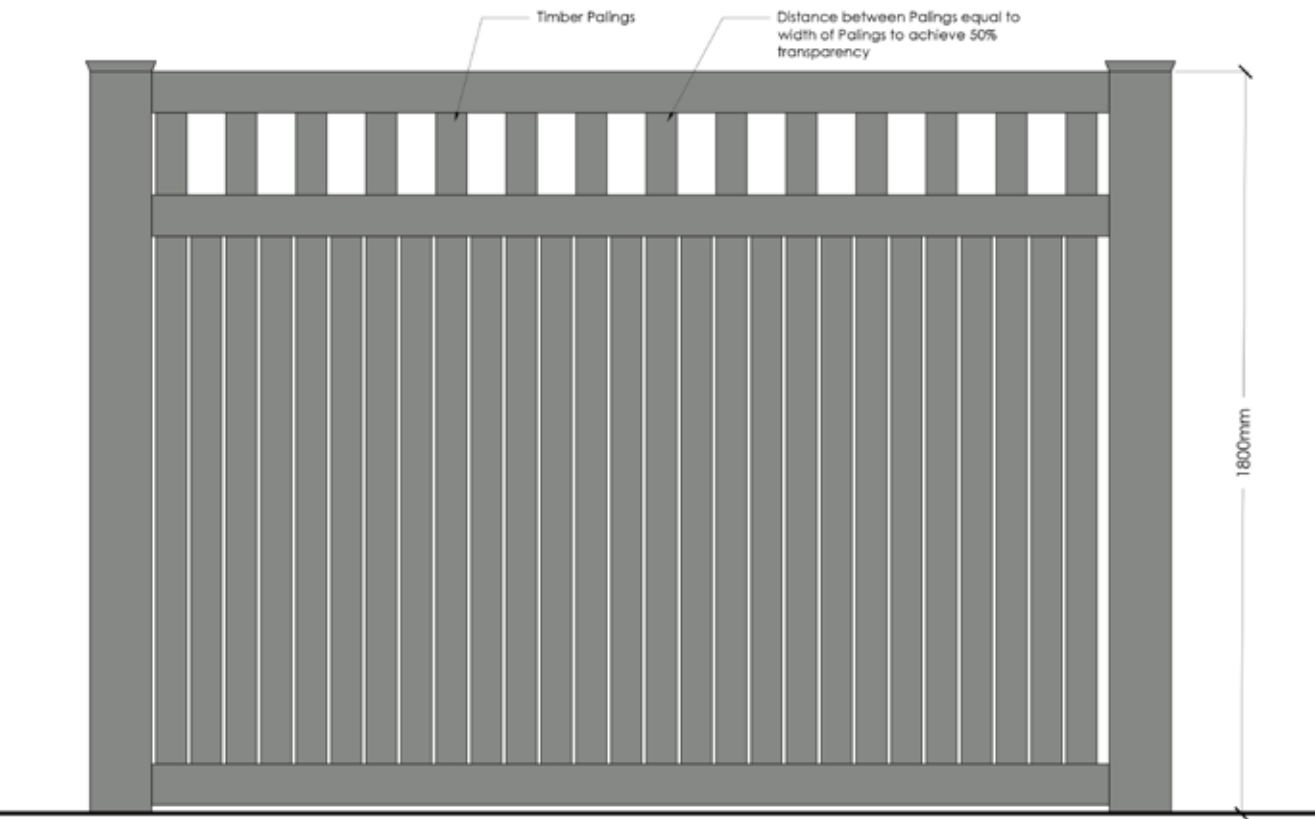 Timber Palings
Distance between Palings equal to
width of Palings to achieve 50%
transparency
1800mm